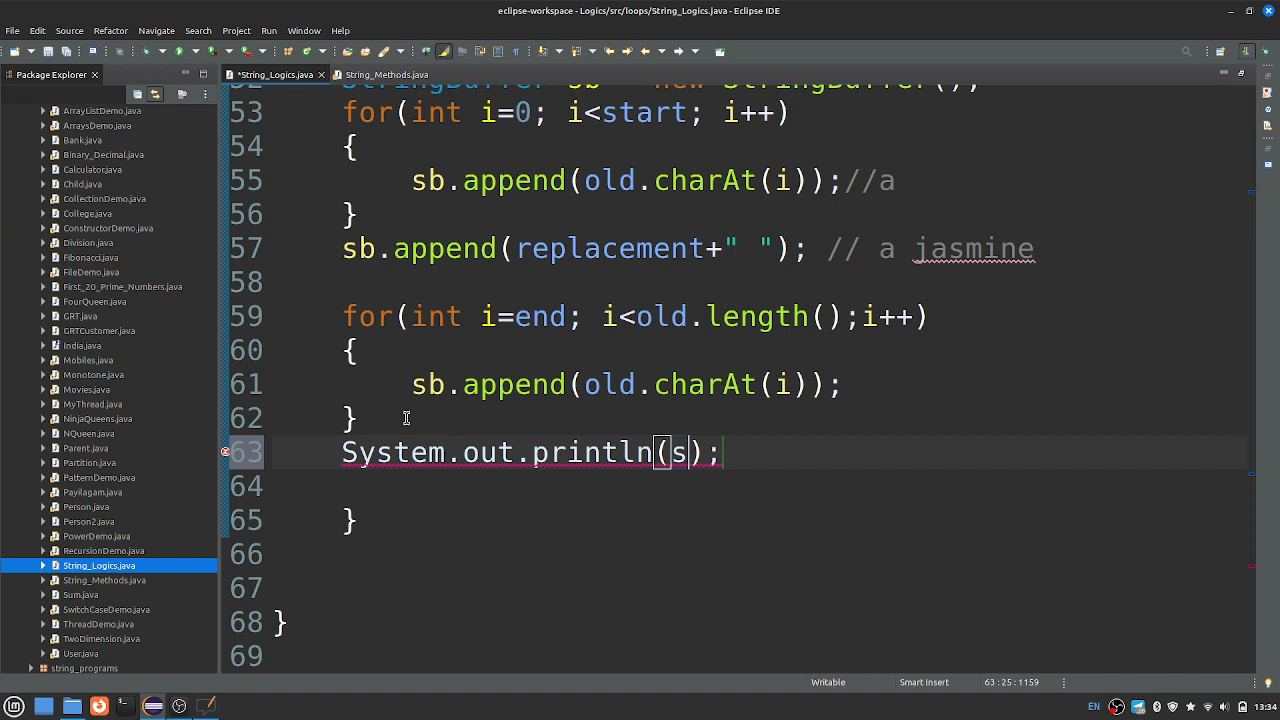 eclipse-workspace - Logics/src/loops/String_Logics.java - Eclipse IDE
File Edit Source Refactor Navigate Search Project Run Window Help
Package Explorer
*String_Logics.java
String_Methods.java
ArrayListDemo.java
ArraysDemo.java
Bank.java
Binary_Decimal.java
Calculator.java
Child.java
CollectionDemo.java
College.java
ConstructorDemo.java
Division.java
Fibonacci.java
FileDemo.java
First_20_Prime_Numbers.java
FourQueen.java
GRT.java
GRTCustomer.java
India.java
Mobiles.java
Monotone.java
Movies.java
MyThread.java
NinjaQueens.java
NQueen.java
Parent.java
Partition.java
PatternDemo.java
Payilagam.java
Person.java
Person2.java
PowerDemo.java
RecursionDemo.java
String_Logics.java
String_Methods.java
Sum.java
SwitchCaseDemo.java
ThreadDemo.java
TwoDimension.java
User.java
string_programs
52 StringBuffer sb = new StringBuffer();
53 for(int i=0; i<start; i++)
54 {
55 sb.append(old.charAt(i));//a
56 }
57 sb.append(replacement+" "); // a jasmine
58
59 for(int i=end; i<old.length();i++)
60 {
61 sb.append(old.charAt(i));
62 }
63 System.out.println(s);
64
65 }
66
67
68 }
69
Writable Smart Insert 63 : 25 : 1159
EN 13:34